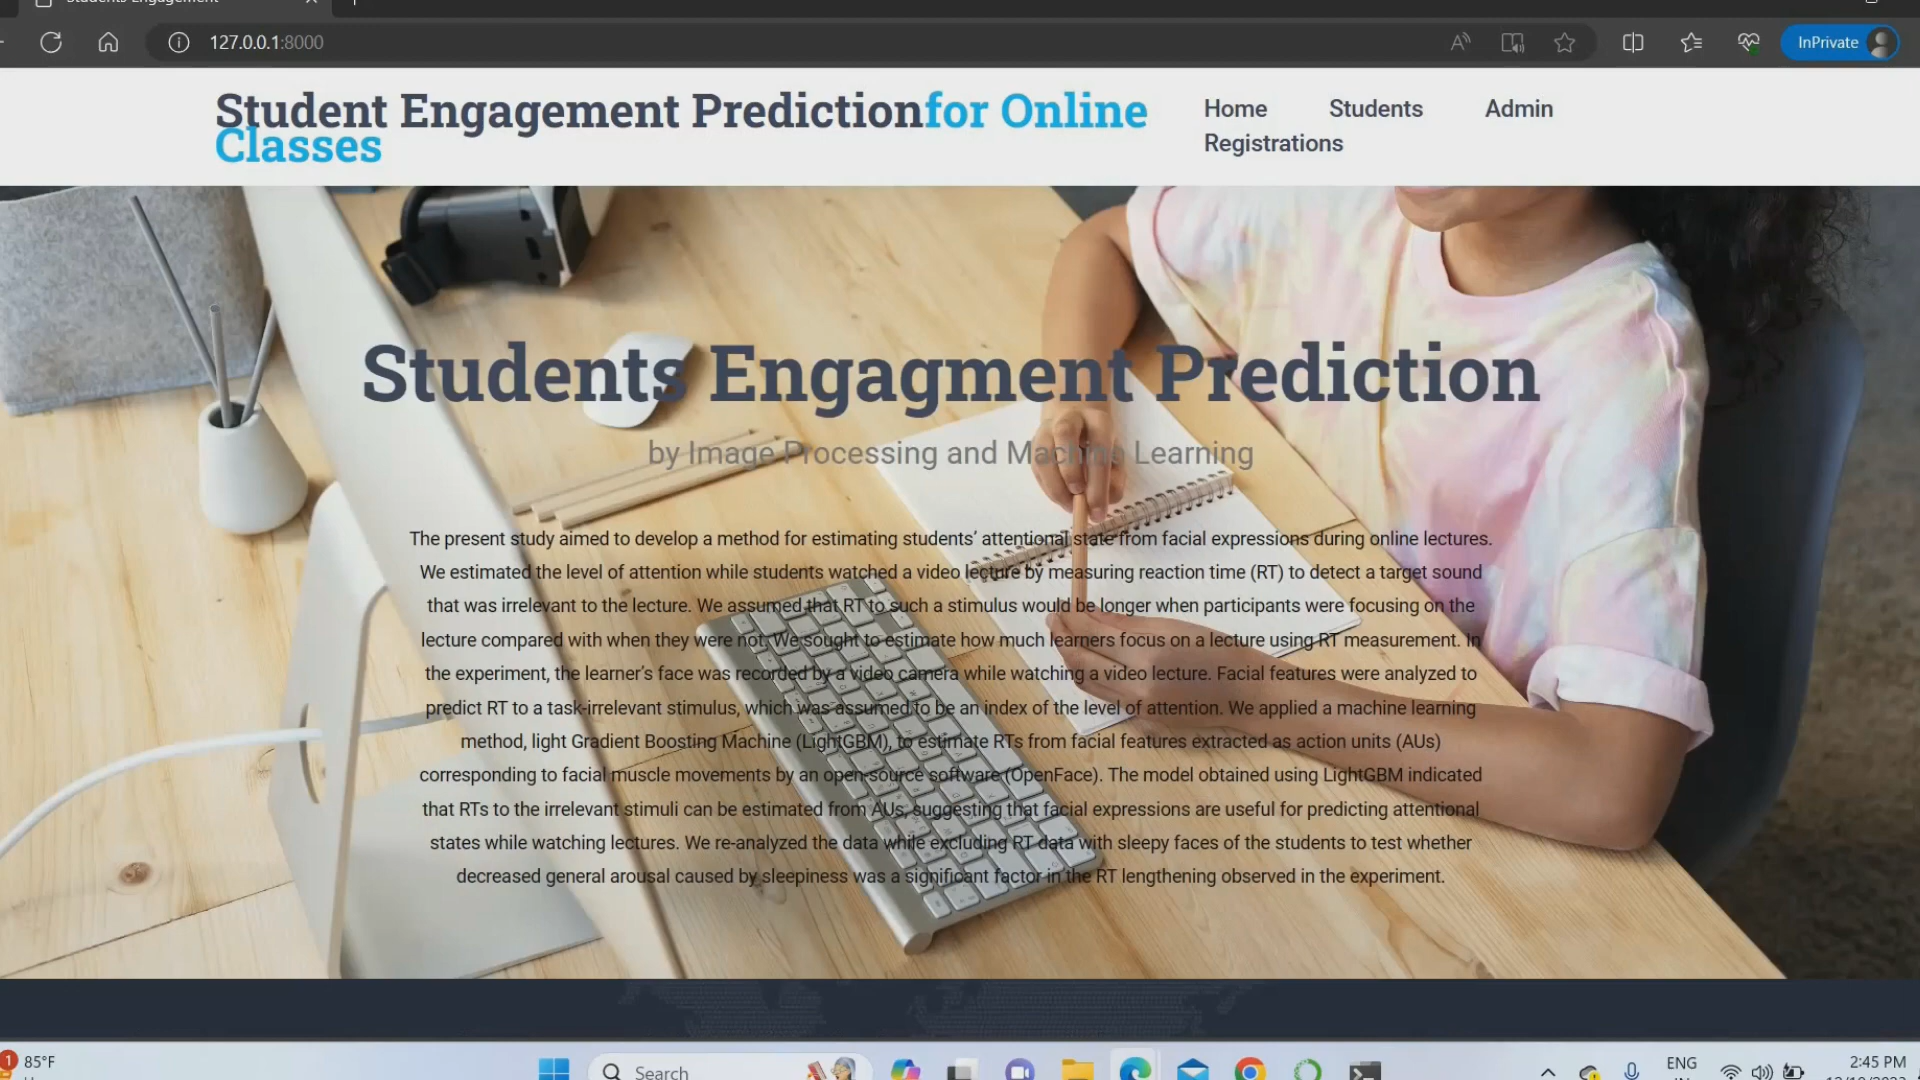 127.0.0.1:8000
InPrivate
Student Engagement Predictionfor Online
Classes
Home Students Admin
Registrations
Students Engagment Prediction
by Image Processing and Machine Learning
The present study aimed to develop a method for estimating students’ attentional state from facial expressions during online lectures.
We estimated the level of attention while students watched a video lecture by measuring reaction time (RT) to detect a target sound
that was irrelevant to the lecture. We assumed that RT to such a stimulus would be longer when participants were focusing on the
lecture compared with when they were not. We sought to estimate how much learners focus on a lecture using RT measurement. In
the experiment, the learner’s face was recorded by a video camera while watching a video lecture. Facial features were analyzed to
predict RT to a task-irrelevant stimulus, which was assumed to be an index of the level of attention. We applied a machine learning
method, light Gradient Boosting Machine (LightGBM), to estimate RTs from facial features extracted as action units (AUs)
corresponding to facial muscle movements by an open-source software (OpenFace). The model obtained using LightGBM indicated
that RTs to the irrelevant stimuli can be estimated from AUs, suggesting that facial expressions are useful for predicting attentional
states while watching lectures. We re-analyzed the data while excluding RT data with sleepy faces of the students to test whether
decreased general arousal caused by sleepiness was a significant factor in the RT lengthening observed in the experiment.
1
85°F
Search
ENG
2:45 PM